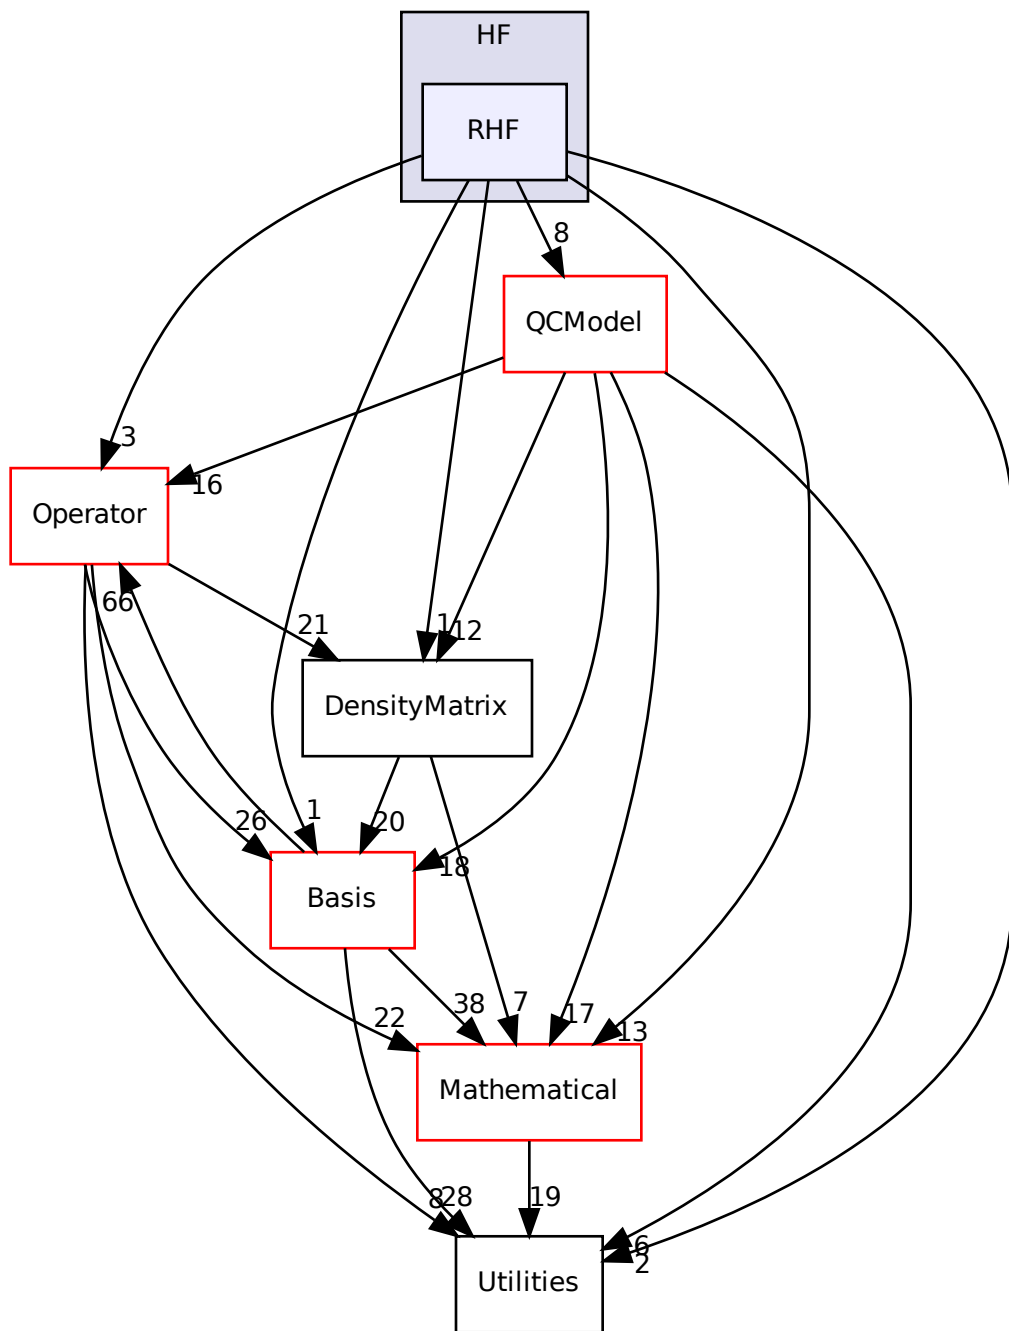 HF
RHF
8
QCModel
3
16
Operator
66
21
1
12
DensityMatrix
26
1
20
18
Basis
22
38
7
17
13
Mathematical
8
28
19
6
2
Utilities